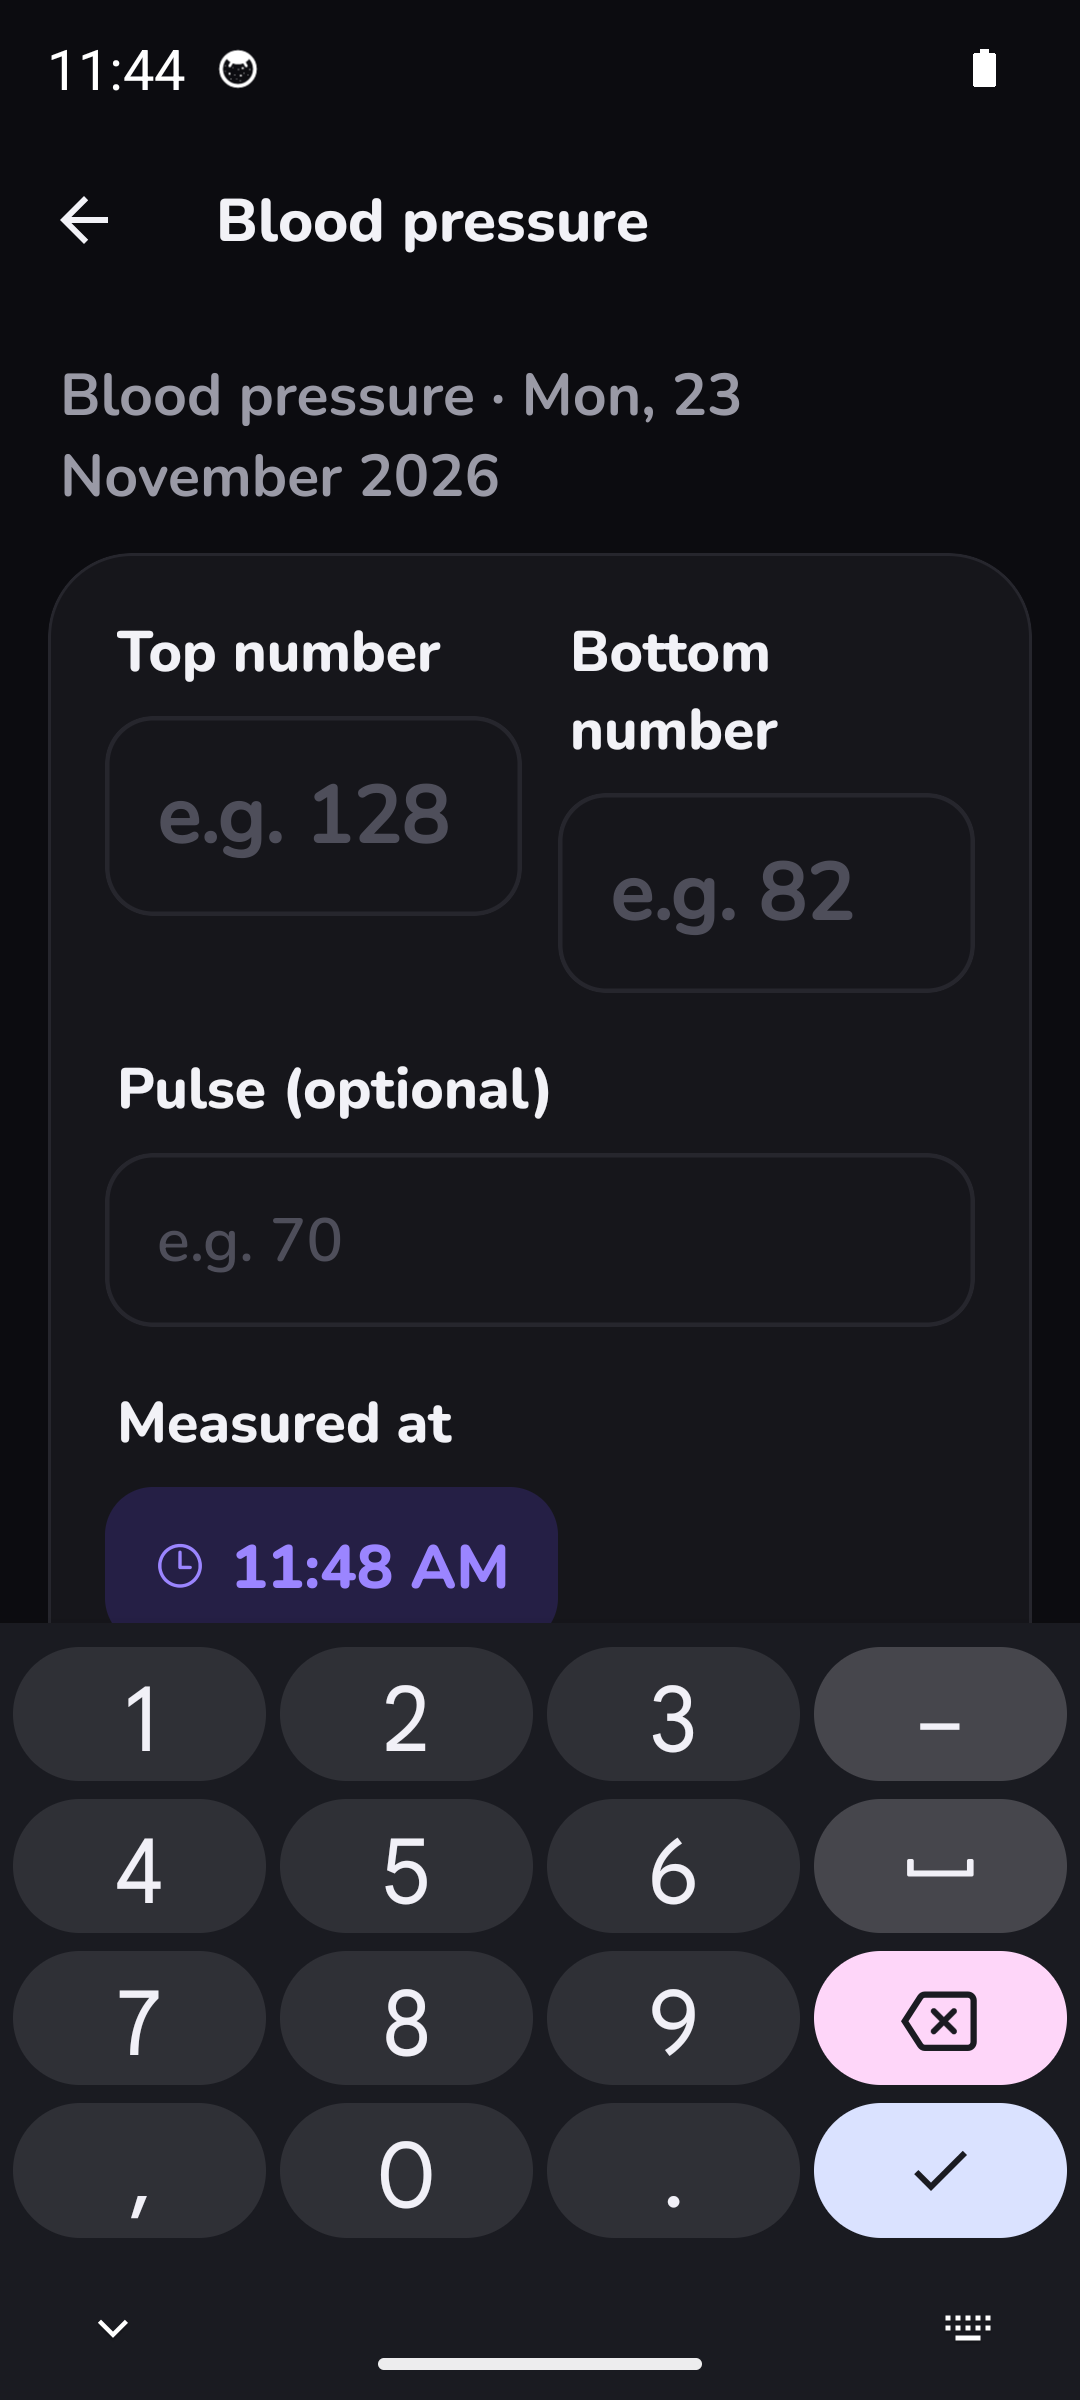 11:44
Blood pressure
Blood pressure · Mon, 23
November 2026
Top number
Bottom
number
e.g. 128
e.g. 82
Pulse (optional)
e.g. 70
Measured at
11:48 AM
1 2 3 –
4 5 6
7 8 9
, 0 .